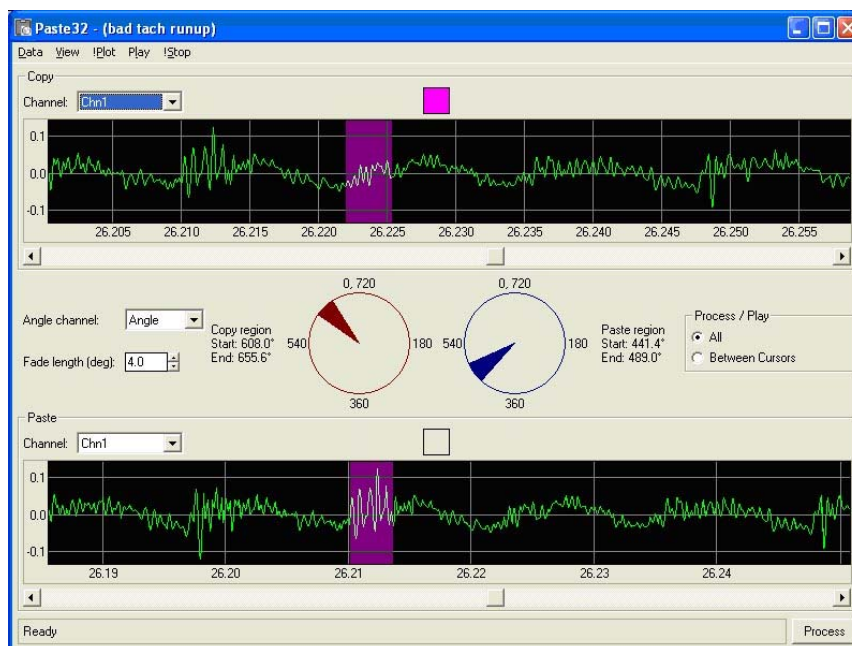 Paste32 - (bad tach runup)
Data View !Plot Play !Stop
Copy
Channel: Chn1
0.1
0.0
-0.1
26.205 26.210 26.215 26.220 26.225 26.230 26.235 26.240 26.245 26.250 26.255
0, 720 0, 720
Angle channel: Angle
Fade length (deg): 4.0
Copy region
Start: 608.0°
End: 655.6°
540 180 540 180
360 360
Paste region
Start: 441.4°
End: 489.0°
Process / Play
All
Between Cursors
Paste
Channel: Chn1
0.1
0.0
-0.1
26.19 26.20 26.21 26.22 26.23 26.24
Ready Process